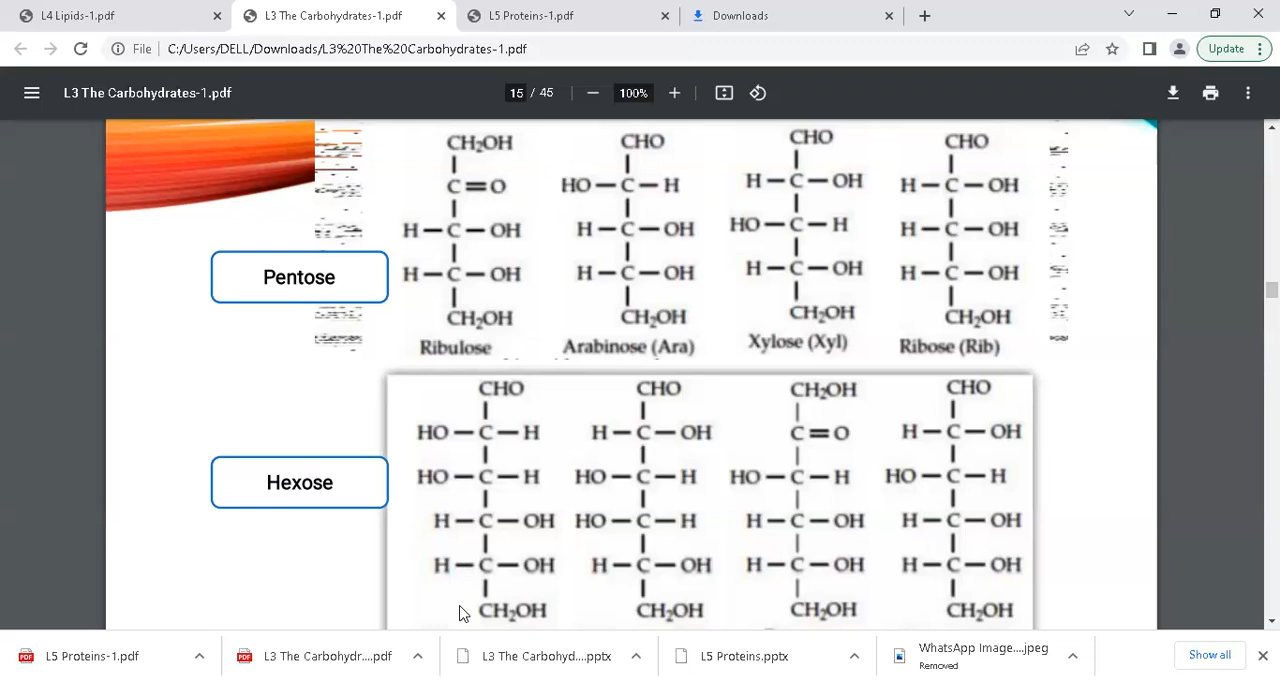 L4 Lipids-1.pdf
L3 The Carbohydrates-1.pdf
L5 Proteins-1.pdf
Downloads
File
C:/Users/DELL/Downloads/L3%20The%20Carbohydrates-1.pdf
Update
L3 The Carbohydrates-1.pdf
15 / 45
100%
Pentose
CH₂OH
C=O
H—C—OH
H—C—OH
CH₂OH
Ribulose
CHO
HO—C—H
H—C—OH
H—C—OH
CH₂OH
Arabinose (Ara)
CHO
H—C—OH
HO—C—H
H—C—OH
CH₂OH
Xylose (Xyl)
CHO
H—C—OH
H—C—OH
H—C—OH
CH₂OH
Ribose (Rib)
Hexose
CHO
HO—C—H
HO—C—H
H—C—OH
H—C—OH
CH₂OH
CHO
H—C—OH
HO—C—H
HO—C—H
H—C—OH
CH₂OH
CH₂OH
C=O
HO—C—H
H—C—OH
H—C—OH
CH₂OH
CHO
H—C—OH
HO—C—H
H—C—OH
H—C—OH
CH₂OH
L5 Proteins-1.pdf
L3 The Carbohydr....pdf
L3 The Carbohyd....pptx
L5 Proteins.pptx
WhatsApp Image....jpeg
Removed
Show all